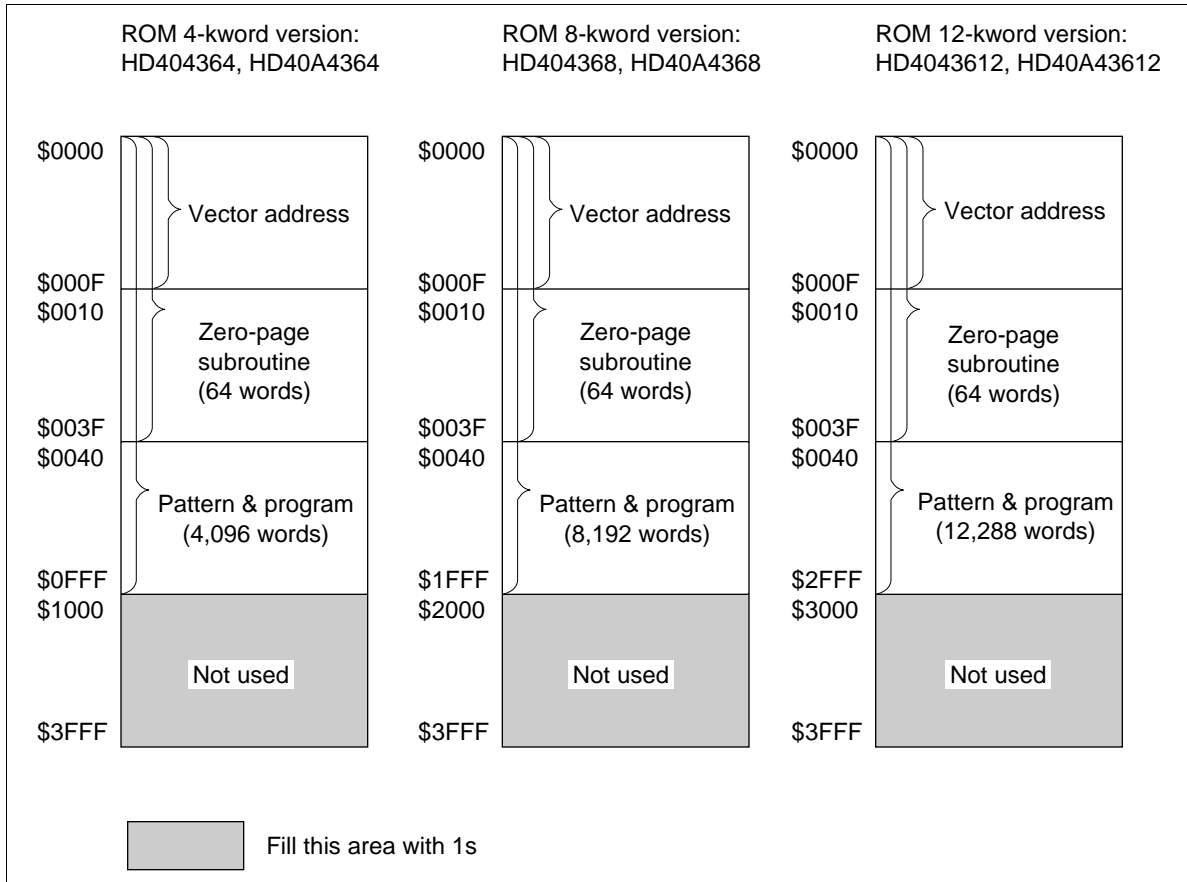 ROM 4-kword version:
HD404364, HD40A4364
$0000
Vector address
$000F
$0010
Zero-page
subroutine
(64 words)
$003F
$0040
Pattern & program
(4,096 words)
$0FFF
$1000
Not used
$3FFF
ROM 8-kword version:
HD404368, HD40A4368
$0000
Vector address
$000F
$0010
Zero-page
subroutine
(64 words)
$003F
$0040
Pattern & program
(8,192 words)
$1FFF
$2000
Not used
$3FFF
ROM 12-kword version:
HD4043612, HD40A43612
$0000
Vector address
$000F
$0010
Zero-page
subroutine
(64 words)
$003F
$0040
Pattern & program
(12,288 words)
$2FFF
$3000
Not used
$3FFF
Fill this area with 1s